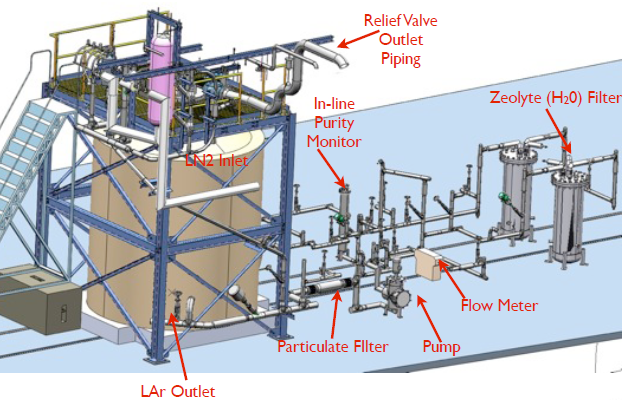 Relief Valve
Outlet
Piping
Zeolyte (H20) Filter
In-line
Purity
Monitor
LN2 Inlet
Flow Meter
Particulate FIlter
Pump
LAr Outlet